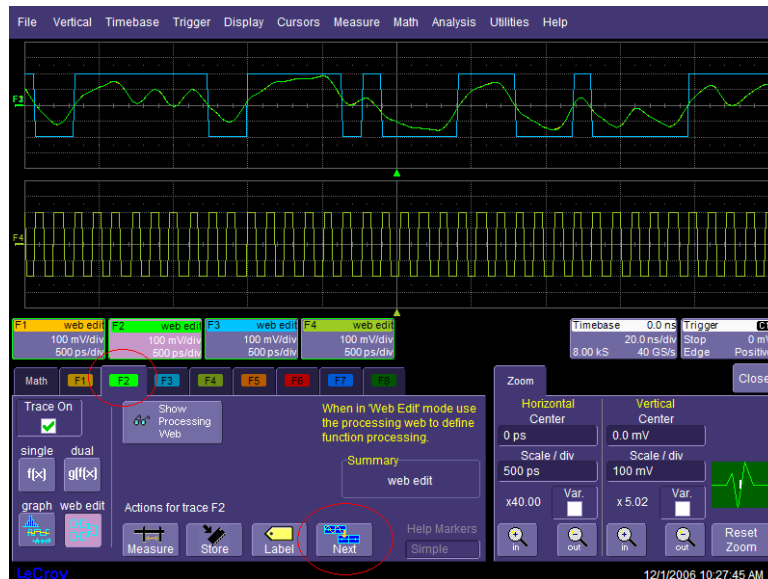 File Vertical Timebase Trigger Display Cursors Measure Math Analysis Utilities Help
F4
F1 web edit F2 web edit F3 web edit F4 web edit Timebase 0.0 ns Trigger
100 mV/div 100 mV/div 100 mV/div 100 mV/div 20.0 ns/div Stop 0 mV
500 ps/div 500 ps/div 500 ps/div 500 ps/div 8.00 kS 40 GS/s Edge Positive
Math F1 F2 F3 F4 F5 F6 F7 F8 Zoom Close
Trace On
Show
Processing
Web
When in 'Web Edit' mode use
the processing web to define
function processing.
single dual
f(x) g(f(x))
Summary
web edit
graph web edit
Actions for trace F2
Measure Store Label Next
Help Markers
Simple
Horizontal Vertical
Center Center
0 ps 0.0 mV
Scale / div Scale / div
500 ps 100 mV
x40.00 Var. x 5.02 Var.
in out in out
Reset
Zoom
LeCroy 12/1/2006 10:27:45 AM